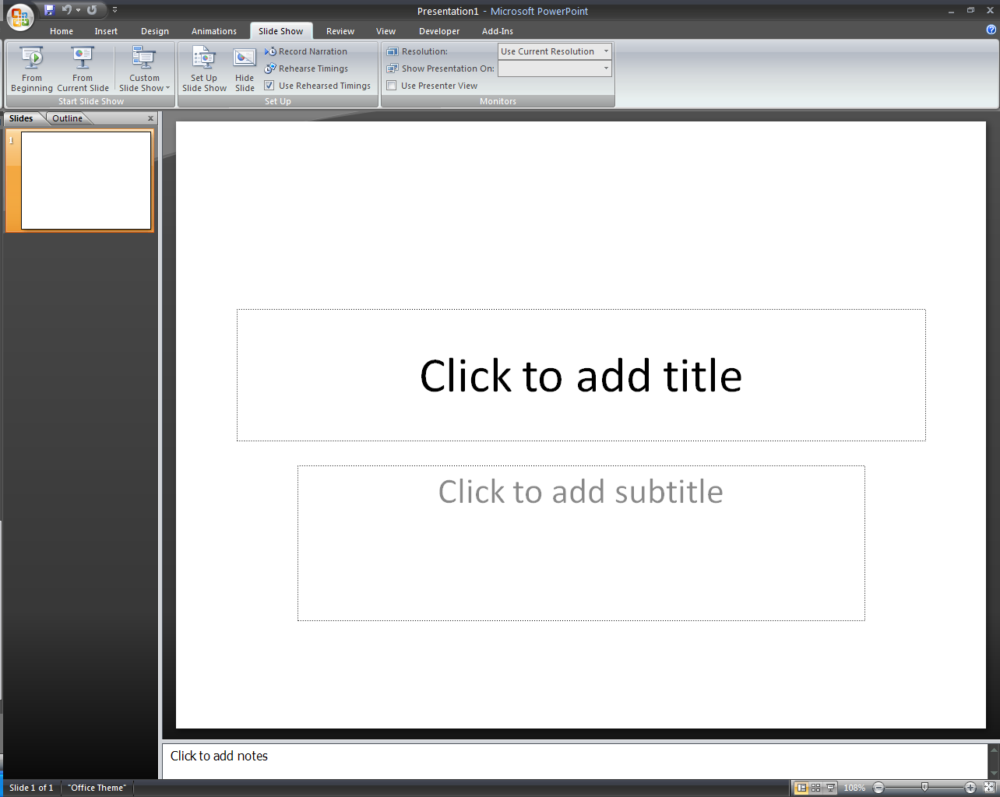 Presentation1 - Microsoft PowerPoint
Home Insert Design Animations Slide Show Review View Developer Add-Ins
From Beginning
From Current Slide
Custom Slide Show
Start Slide Show
Set Up Slide Show
Hide Slide
Record Narration
Rehearse Timings
Use Rehearsed Timings
Set Up
Resolution: Use Current Resolution
Show Presentation On:
Use Presenter View
Monitors
Slides Outline x
1
Click to add title
Click to add subtitle
Click to add notes
Slide 1 of 1 "Office Theme" 108%